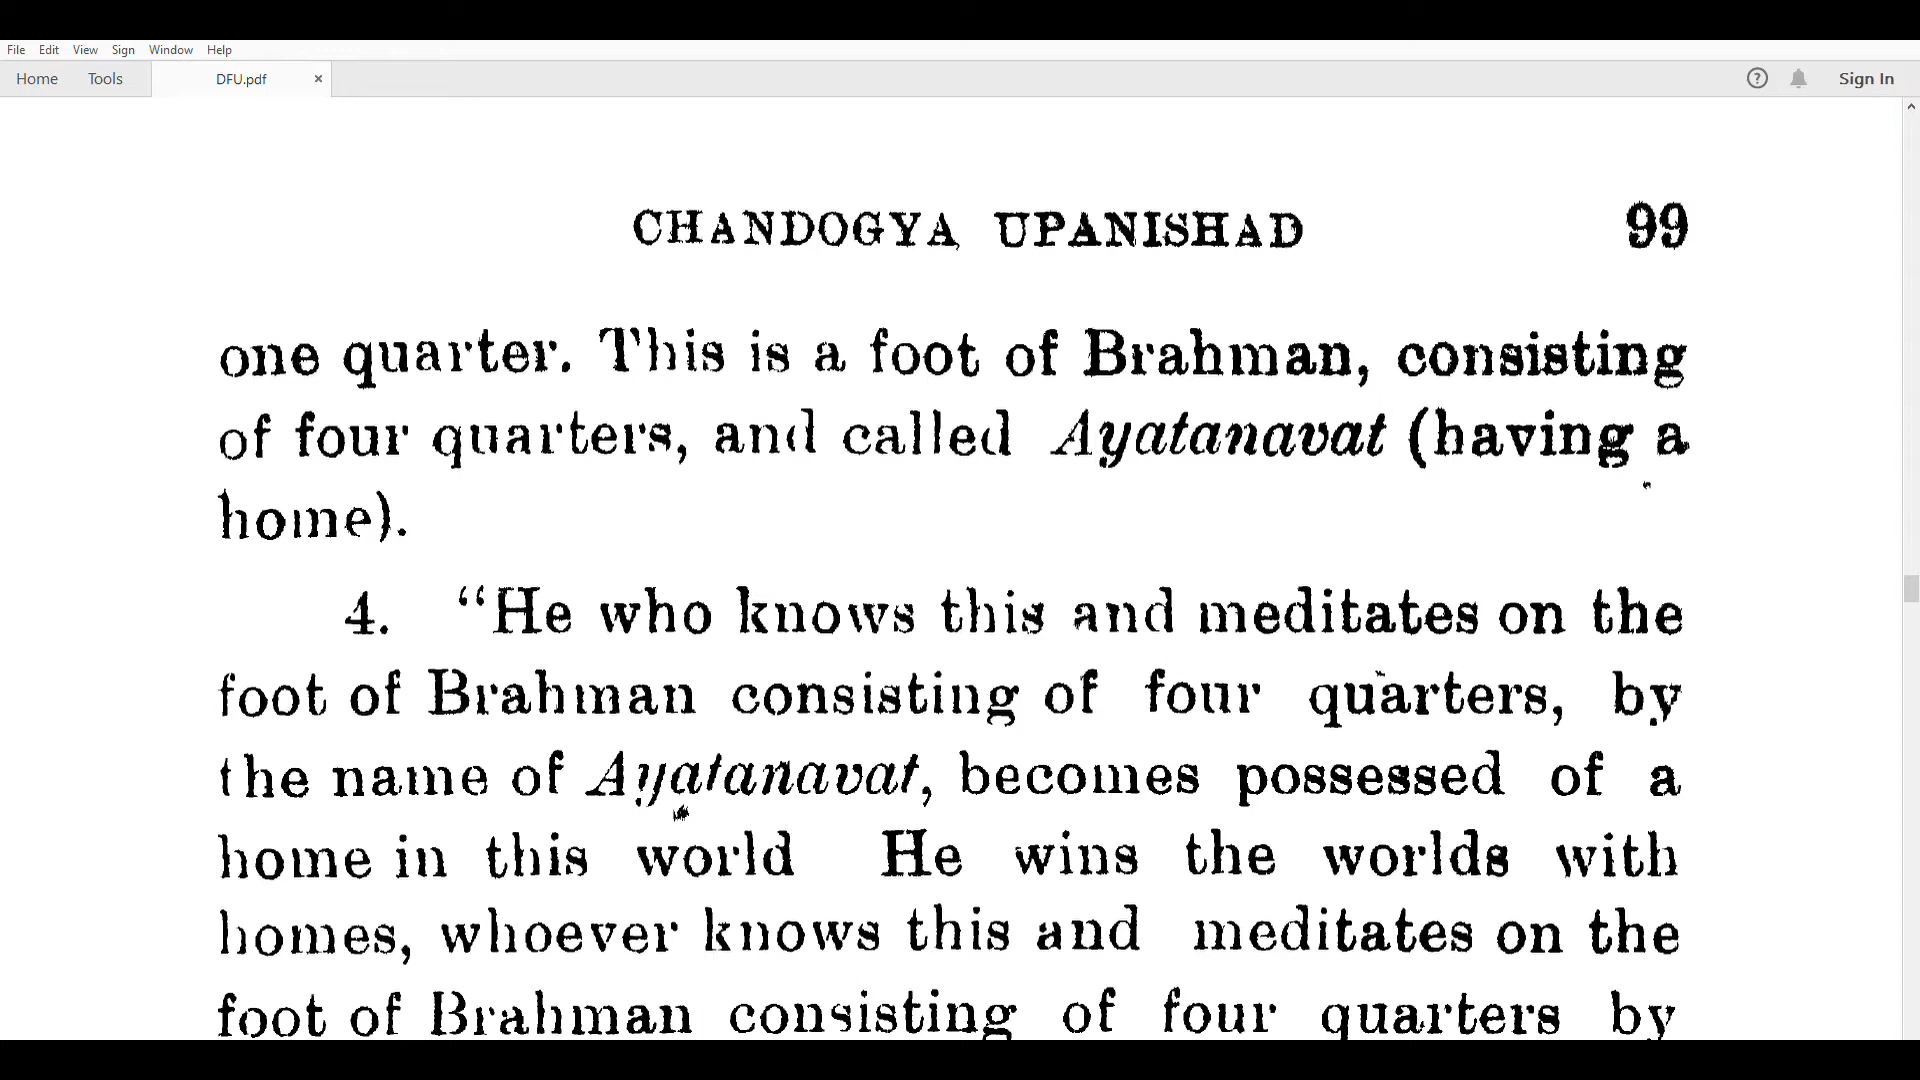 File Edit View Sign Window Help
Home Tools DFU.pdf × ? Sign In
CHANDOGYA UPANISHAD 99
one quarter. This is a foot of Brahman, consisting
of four quarters, and called Ayatanavat (having a
home).
4. “He who knows this and meditates on the
foot of Brahman consisting of four quarters, by
the name of Ayatanavat, becomes possessed of a
home in this world He wins the worlds with
homes, whoever knows this and meditates on the
foot of Brahman consisting of four quarters by